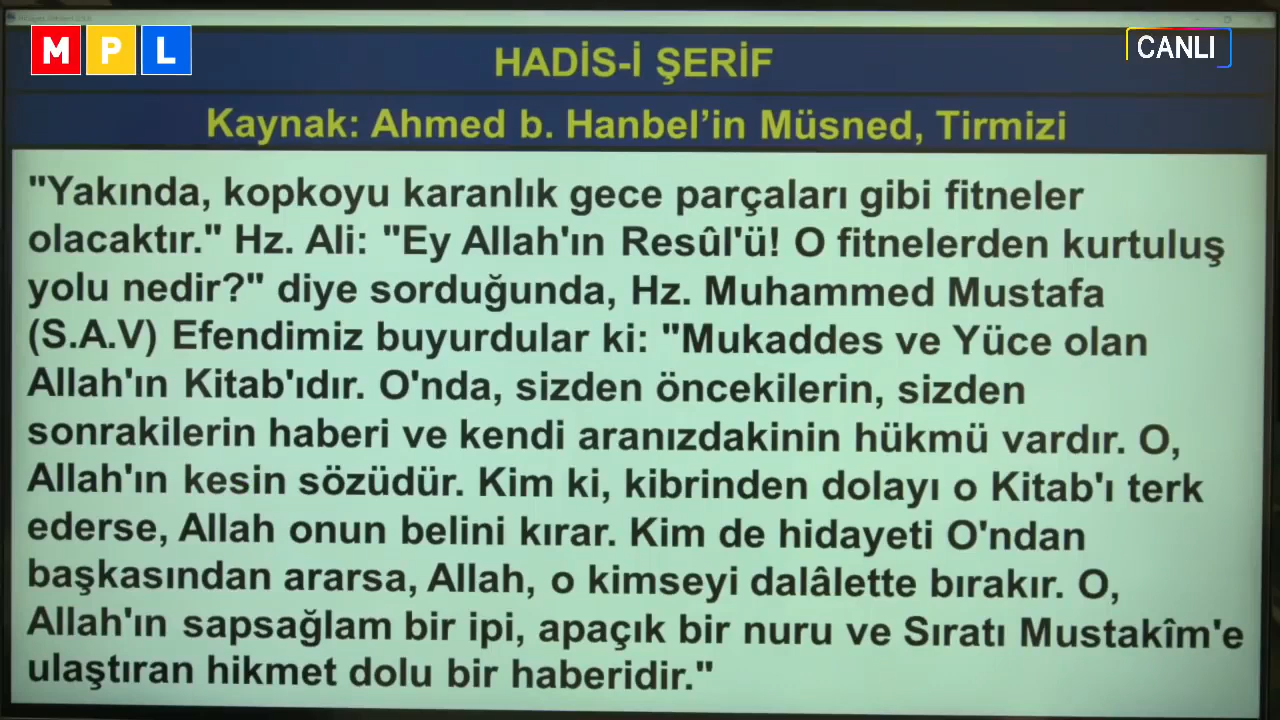 MPL
CANLI
HADİS-İ ŞERİF
Kaynak: Ahmed b. Hanbel’in Müsned, Tirmizi
"Yakında, kopkoyu karanlık gece parçaları gibi fitneler
olacaktır." Hz. Ali: "Ey Allah'ın Resûl'ü! O fitnelerden kurtuluş
yolu nedir?" diye sorduğunda, Hz. Muhammed Mustafa
(S.A.V) Efendimiz buyurdular ki: "Mukaddes ve Yüce olan
Allah'ın Kitab'ıdır. O'nda, sizden öncekilerin, sizden
sonrakilerin haberi ve kendi aranızdakinin hükmü vardır. O,
Allah'ın kesin sözüdür. Kim ki, kibrinden dolayı o Kitab'ı terk
ederse, Allah onun belini kırar. Kim de hidayeti O'ndan
başkasından ararsa, Allah, o kimseyi dalâlette bırakır. O,
Allah'ın sapsağlam bir ipi, apaçık bir nuru ve Sıratı Mustakîm'e
ulaştıran hikmet dolu bir haberidir."